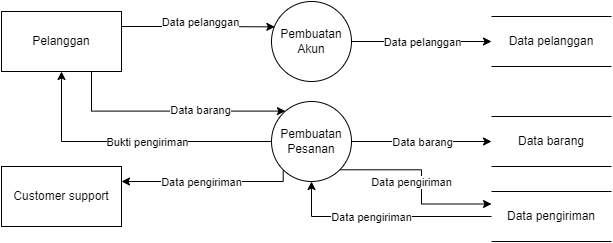 Pelanggan
Data pelanggan
Pembuatan
Akun
Data pelanggan
Data pelanggan
Data barang
Bukti pengiriman
Pembuatan
Pesanan
Data barang
Data barang
Customer support
Data pengiriman
Data pengiriman
Data pengiriman
Data pengiriman